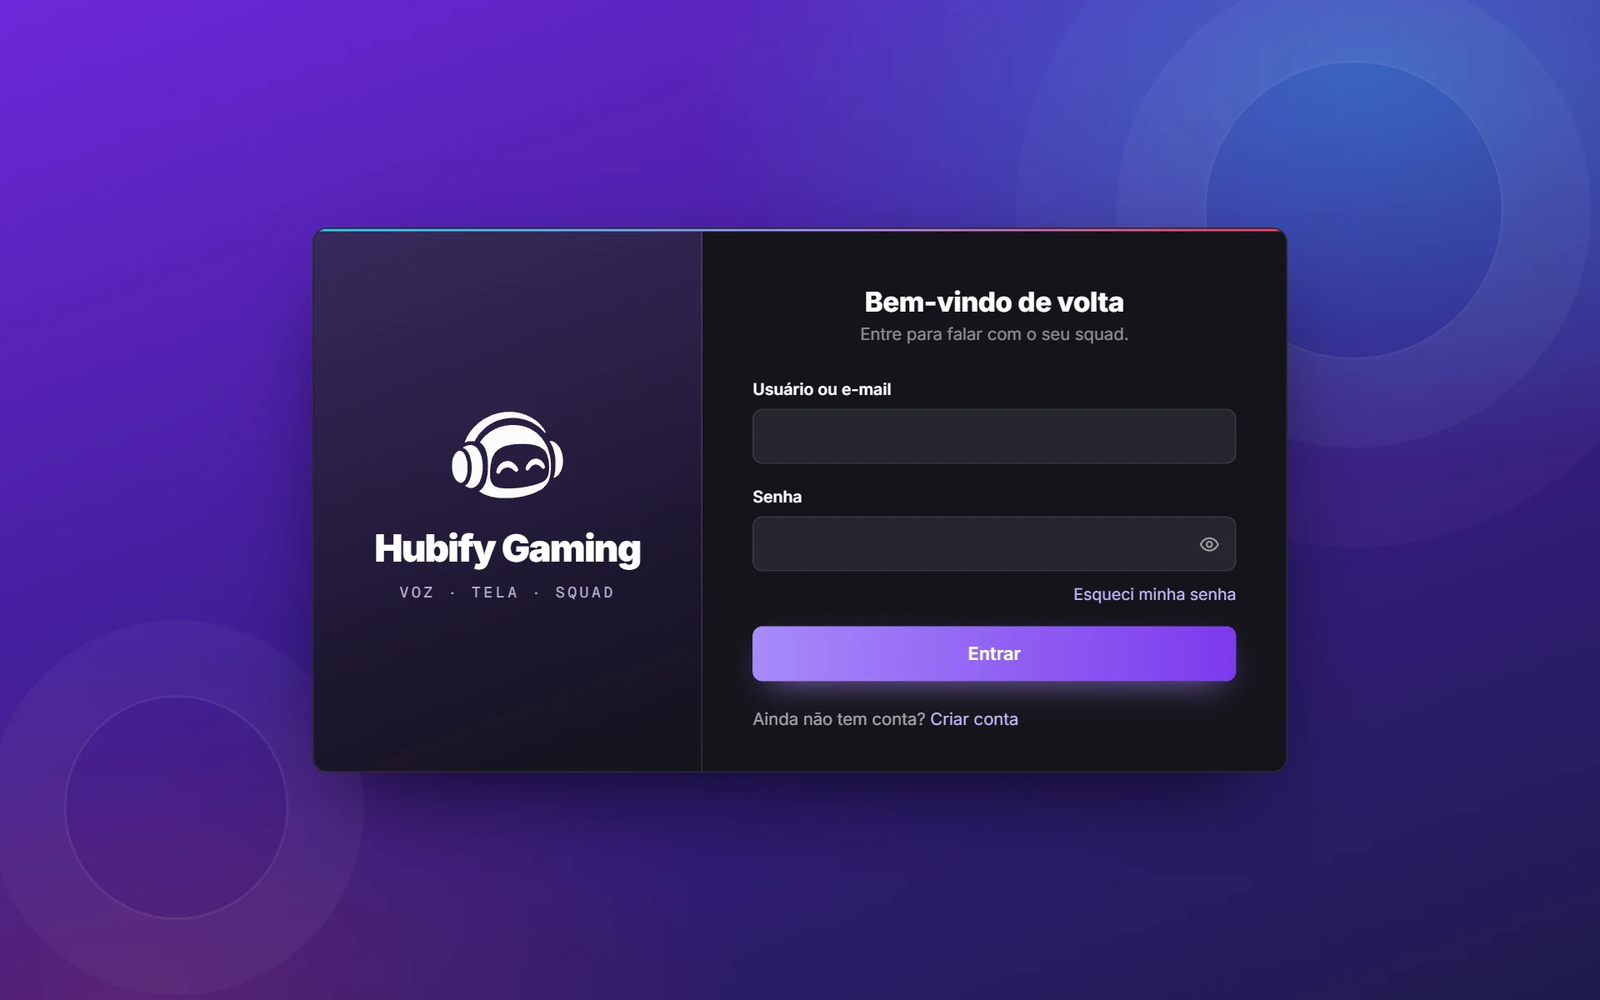 Hubify Gaming
VOZ · TELA · SQUAD
Bem-vindo de volta
Entre para falar com o seu squad.
Usuário ou e-mail
Senha
Esqueci minha senha
Entrar
Ainda não tem conta? Criar conta